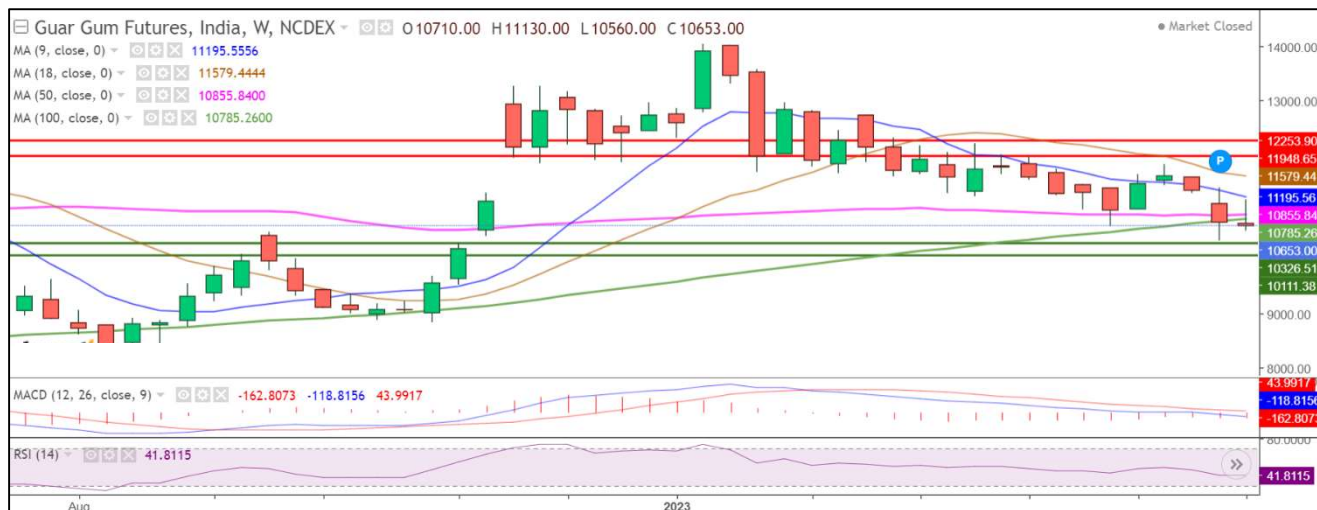 Guar Gum Futures, India, W, NCDEX O10710.00 H11130.00 L10560.00 C10653.00
Market Closed
MA (9, close, 0) 11195.5556
MA (18, close, 0) 11579.4444
MA (50, close, 0) 10855.8400
MA (100, close, 0) 10785.2600
14000.00
13000.00
12253.90
11948.65
P
11579.44
11195.56
10855.84
10785.26
10653.00
10326.51
10111.38
9000.00
8000.00
MACD (12, 26, close, 9) -162.8073 -118.8156 43.9917
43.9917
-118.8156
-162.8073
80.0000
RSI (14) 41.8115
41.8115
Aug 2023